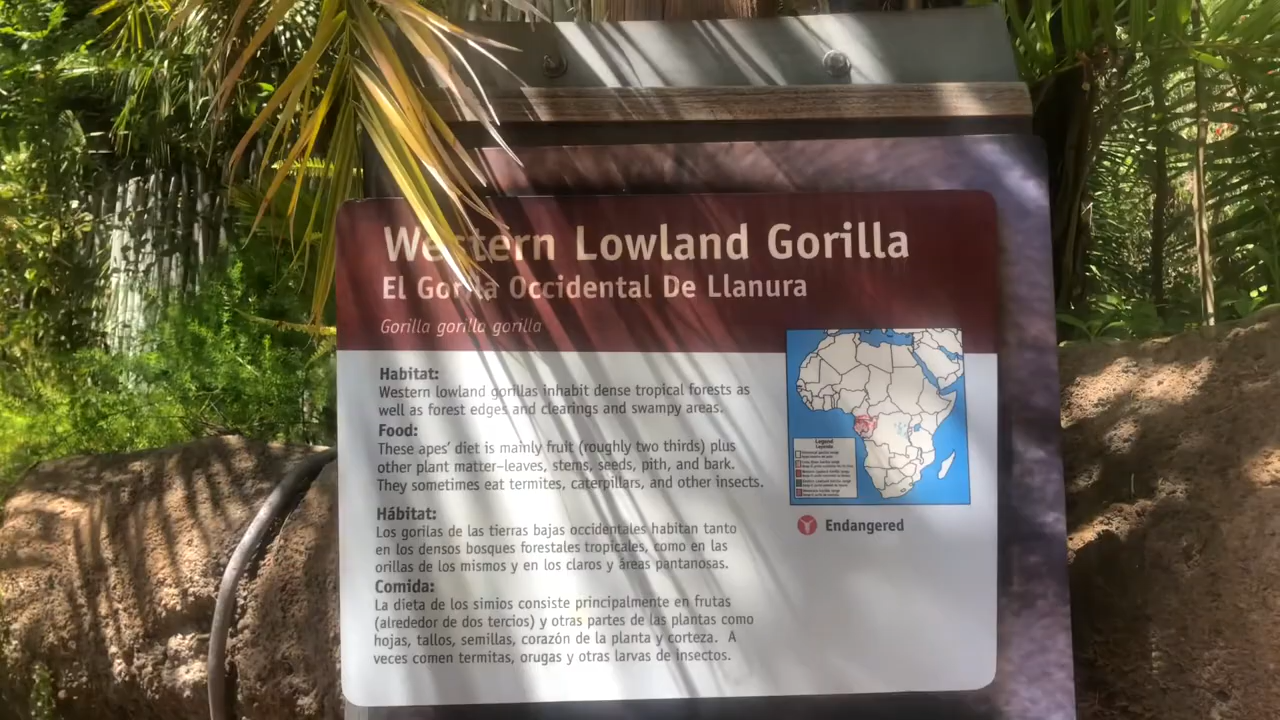 Western Lowland Gorilla
El Gorila Occidental De Llanura
Gorilla gorilla gorilla
Habitat:
Western lowland gorillas inhabit dense tropical forests as
well as forest edges and clearings and swampy areas.
Food:
These apes' diet is mainly fruit (roughly two thirds) plus
other plant matter–leaves, stems, seeds, pith, and bark.
They sometimes eat termites, caterpillars, and other insects.
Hábitat:
Los gorilas de las tierras bajas occidentales habitan tanto
en los densos bosques forestales tropicales, como en las
orillas de los mismos y en los claros y áreas pantanosas.
Comida:
La dieta de los simios consiste principalmente en frutas
(alrededor de dos tercios) y otras partes de las plantas como
hojas, tallos, semillas, corazón de la planta y corteza. A
veces comen termitas, orugas y otras larvas de insectos.
Legend
Leyenda
Endangered